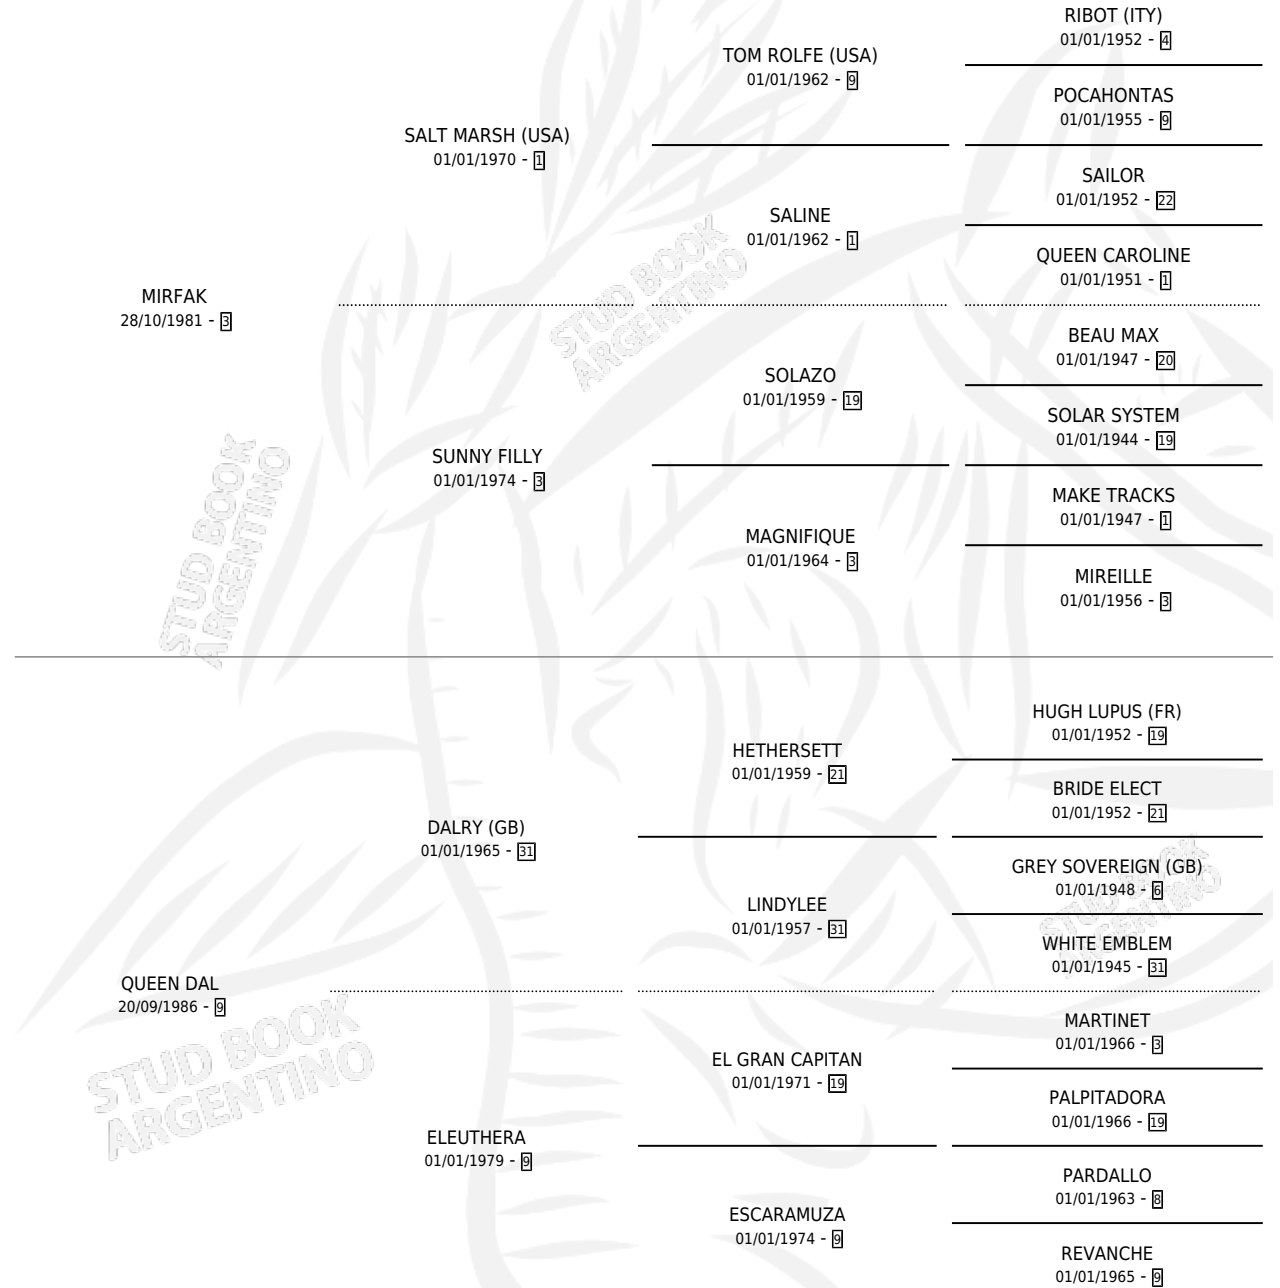 RIBOT (ITY)
01/01/1952 - 4
TOM ROLFE (USA)
01/01/1962 - 9
POCAHONTAS
01/01/1955 - 9
SALT MARSH (USA)
01/01/1970 - 1
SAILOR
01/01/1952 - 22
SALINE
01/01/1962 - 1
QUEEN CAROLINE
01/01/1951 - 1
MIRFAK
28/10/1981 - 3
BEAU MAX
01/01/1947 - 20
SOLAZO
01/01/1959 - 19
SOLAR SYSTEM
01/01/1944 - 19
SUNNY FILLY
01/01/1974 - 3
MAKE TRACKS
01/01/1947 - 1
MAGNIFIQUE
01/01/1964 - 3
MIREILLE
01/01/1956 - 3
HUGH LUPUS (FR)
01/01/1952 - 19
HETHERSETT
01/01/1959 - 21
BRIDE ELECT
01/01/1952 - 21
DALRY (GB)
01/01/1965 - 31
GREY SOVEREIGN (GB)
01/01/1948 - 6
LINDYLEE
01/01/1957 - 31
WHITE EMBLEM
01/01/1945 - 31
QUEEN DAL
20/09/1986 - 9
MARTINET
01/01/1966 - 3
EL GRAN CAPITAN
01/01/1971 - 19
PALPITADORA
01/01/1966 - 19
ELEUTHERA
01/01/1979 - 9
PARDALLO
01/01/1963 - 8
ESCARAMUZA
01/01/1974 - 9
REVANCHE
01/01/1965 - 9
STUD BOOK
ARGENTINO
STUD BOOK
ARGENTINO
STUD BOOK
ARGENTINO
STUD BOOK
ARGENTINO